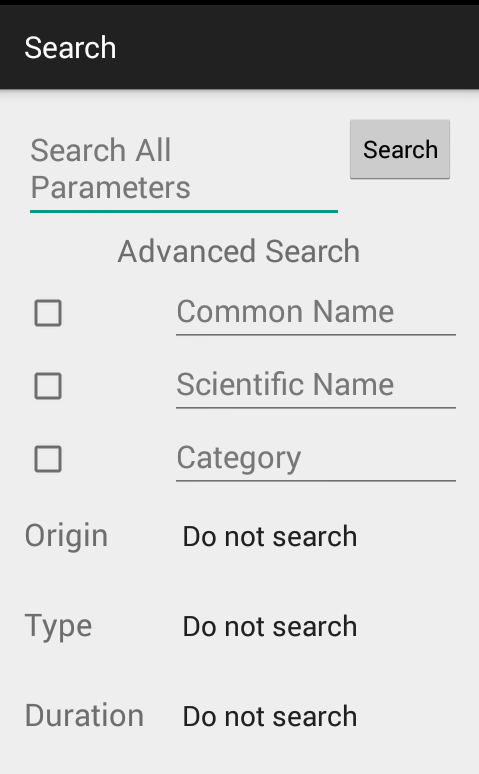 Search
Search All
Parameters
Search
Advanced Search
Common Name
Scientific Name
Category
Origin Do not search
Type Do not search
Duration Do not search